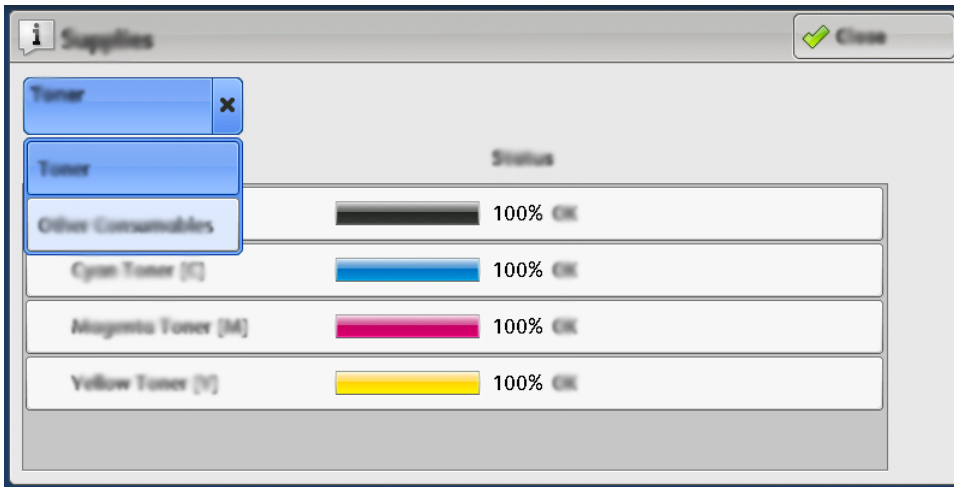 Supplies
Close
Toner
Toner
Status
Other Consumables
100% OK
Cyan Toner [C] 100% OK
Magenta Toner [M] 100% OK
Yellow Toner [Y] 100% OK